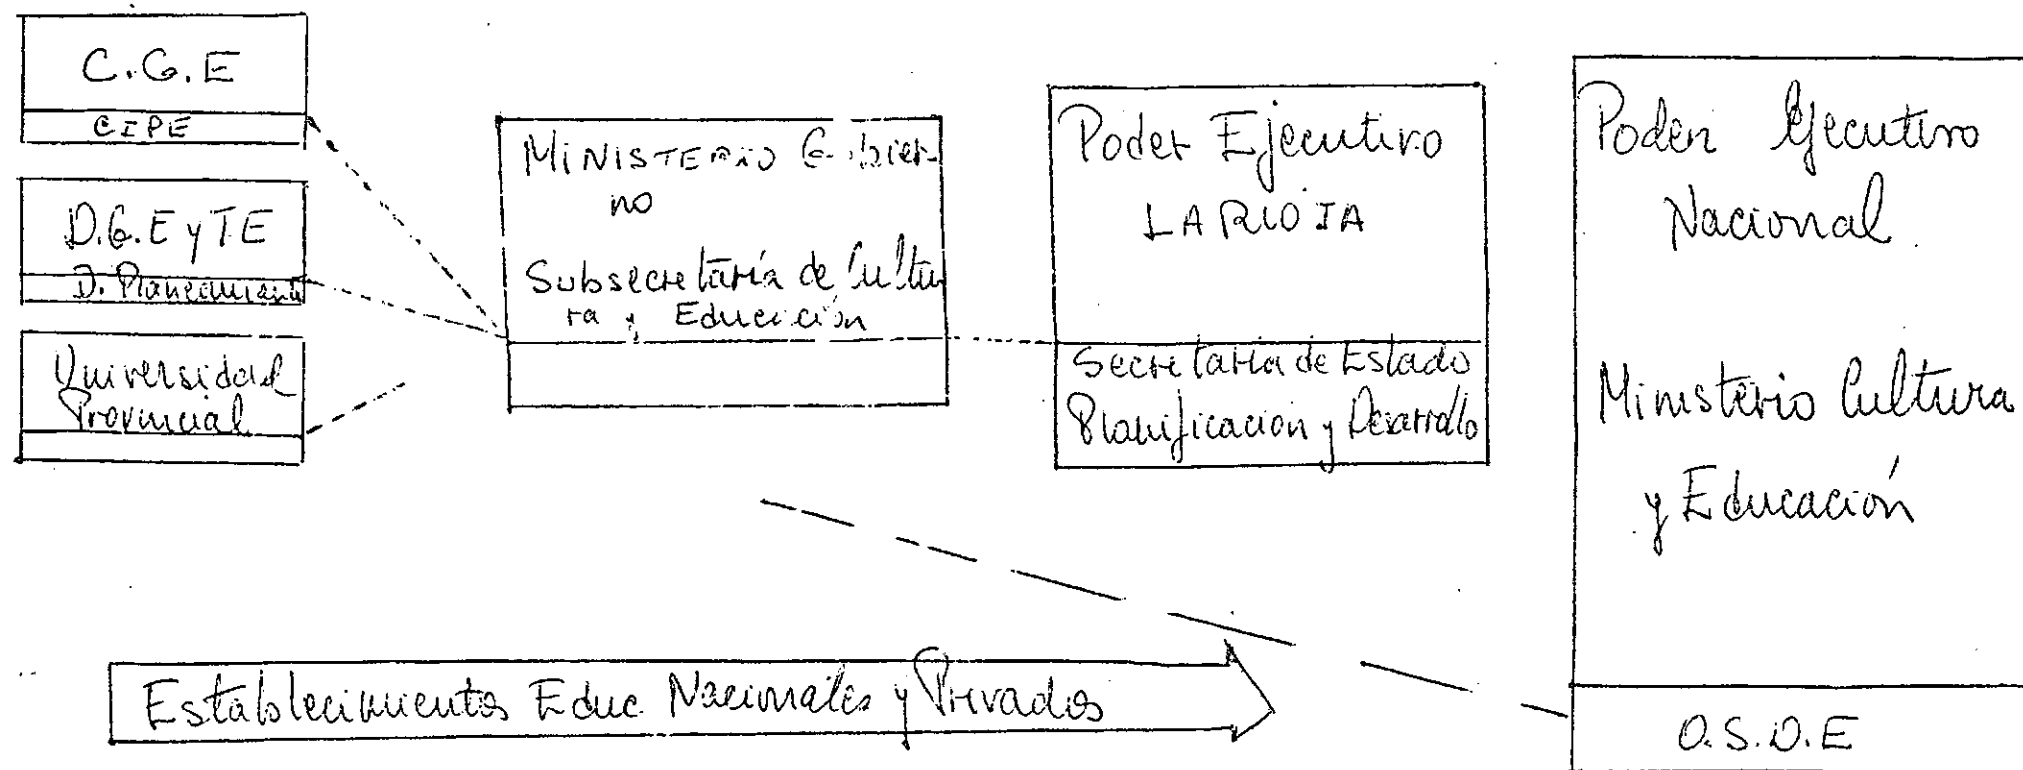 C.G.E
CIPE
D.G.E y T E
D. Planeamiento
Universidad
Provincial
MINISTERIO Gobier-
no
Subsecretaría de Cultu
ra y Educación
Poder Ejecutivo
LA RIOJA
Secretaría de Estado
Planificación y Desarrollo
Poder Ejecutivo
Nacional
Ministerio Cultura
y Educación
O.S.D.E
Establecimientos Educ. Nacionales y Privados